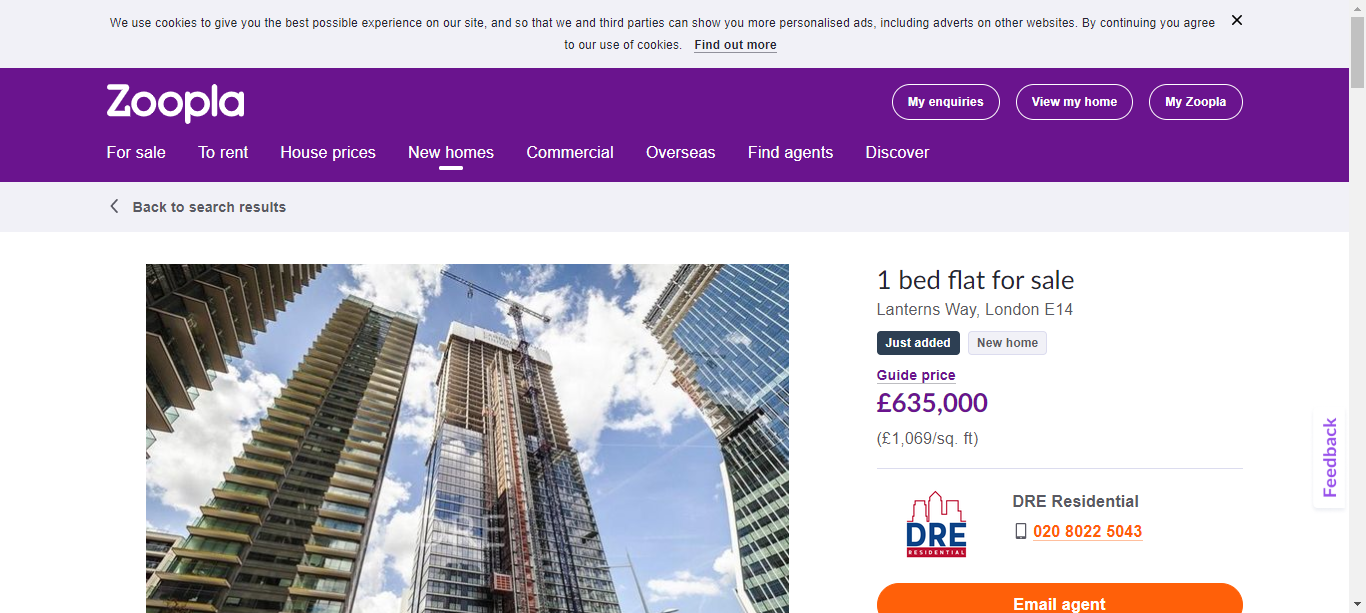 We use cookies to give you the best possible experience on our site, and so that we and third parties can show you more personalised ads, including adverts on other websites. By continuing you agree
to our use of cookies. Find out more
Zoopla
My enquiries
View my home
My Zoopla
For sale
To rent
House prices
New homes
Commercial
Overseas
Find agents
Discover
Back to search results
1 bed flat for sale
Lanterns Way, London E14
Just added
New home
Guide price
£635,000
(£1,069/sq. ft)
DRE
RESIDENTIAL
DRE Residential
020 8022 5043
Email agent
Feedback
DRE